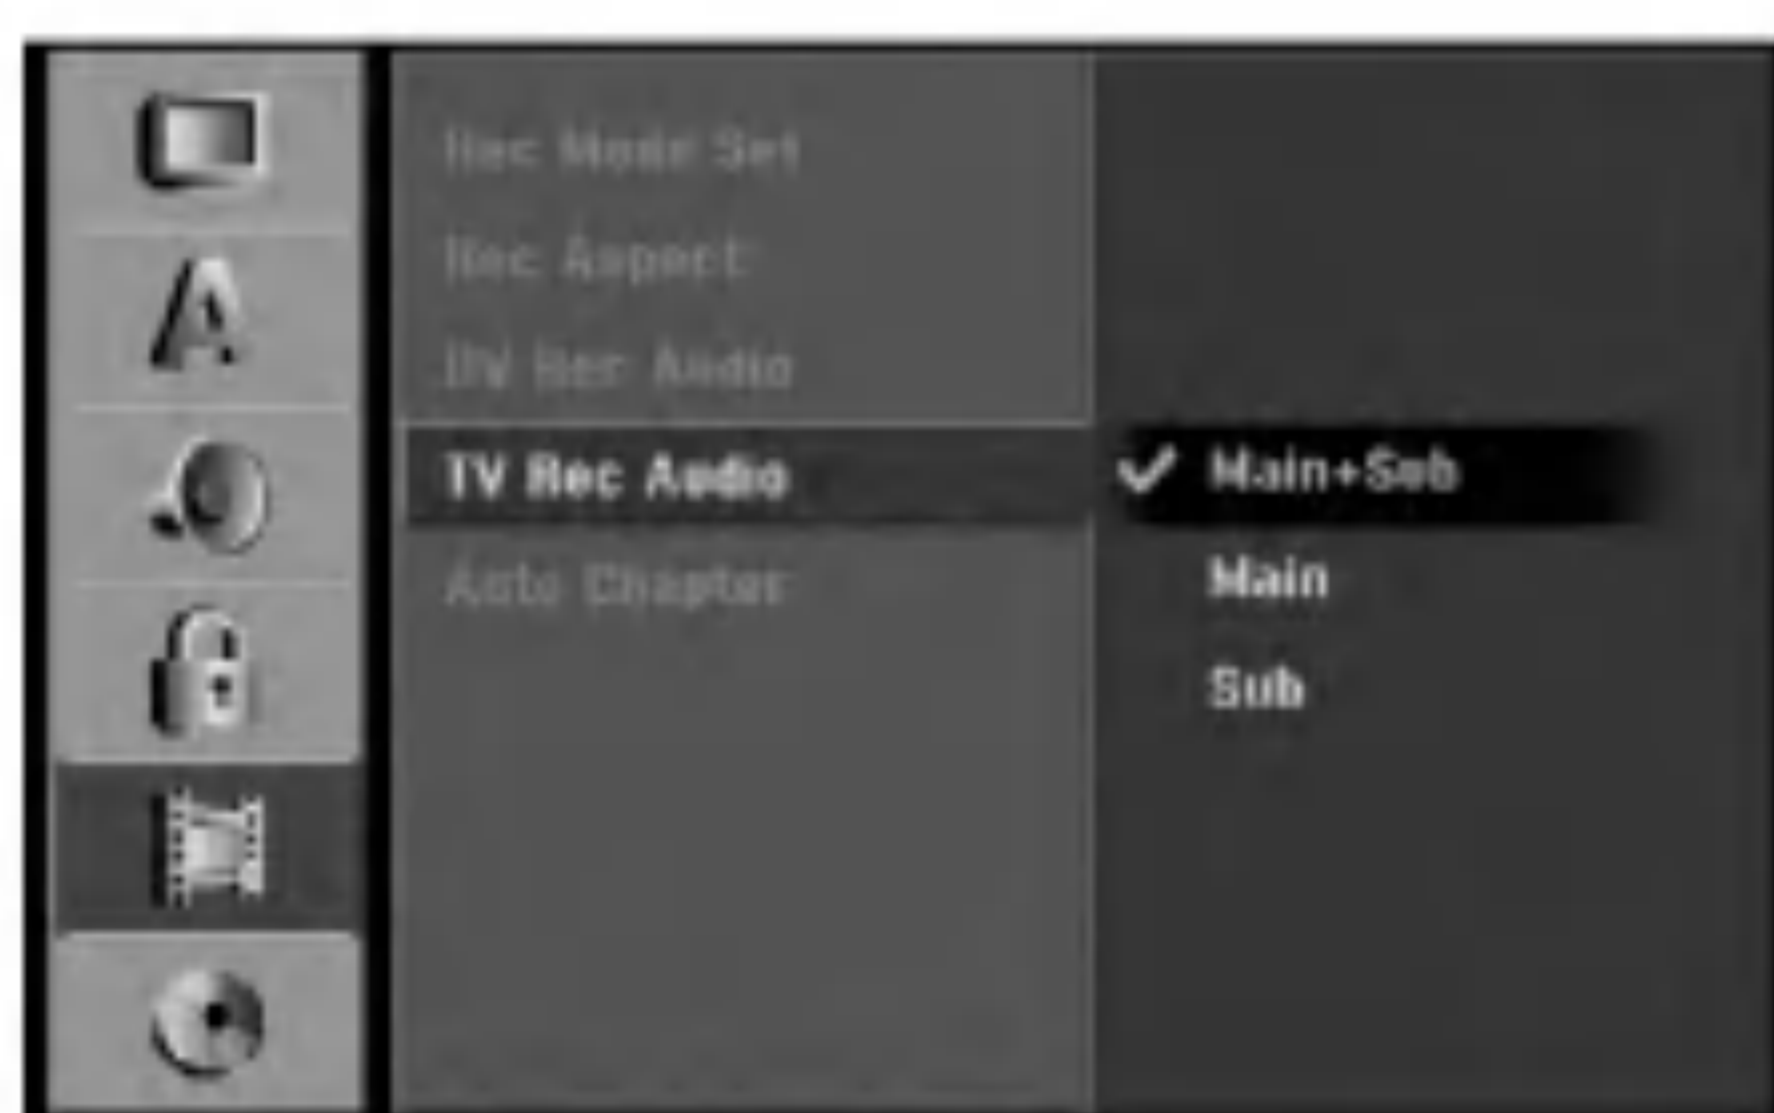 A
Rec Mode Set
Rec Aspect
DV Rec Audio
TV Rec Audio
Main+Sub
Auto Chapter
Main
Sub